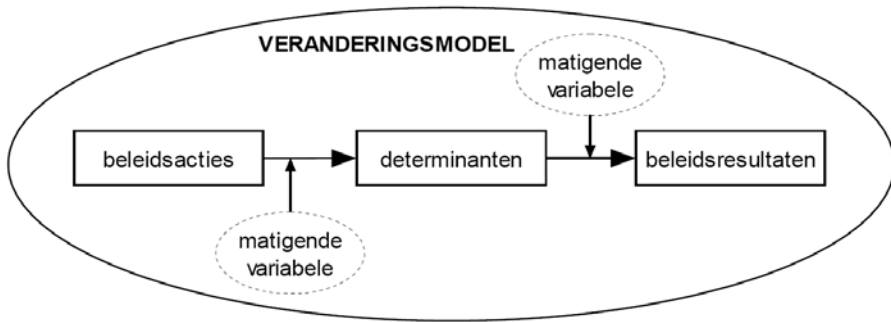 VERANDERINGSMODEL
matigende
variabele
beleidsacties
determinanten
beleidsresultaten
matigende
variabele